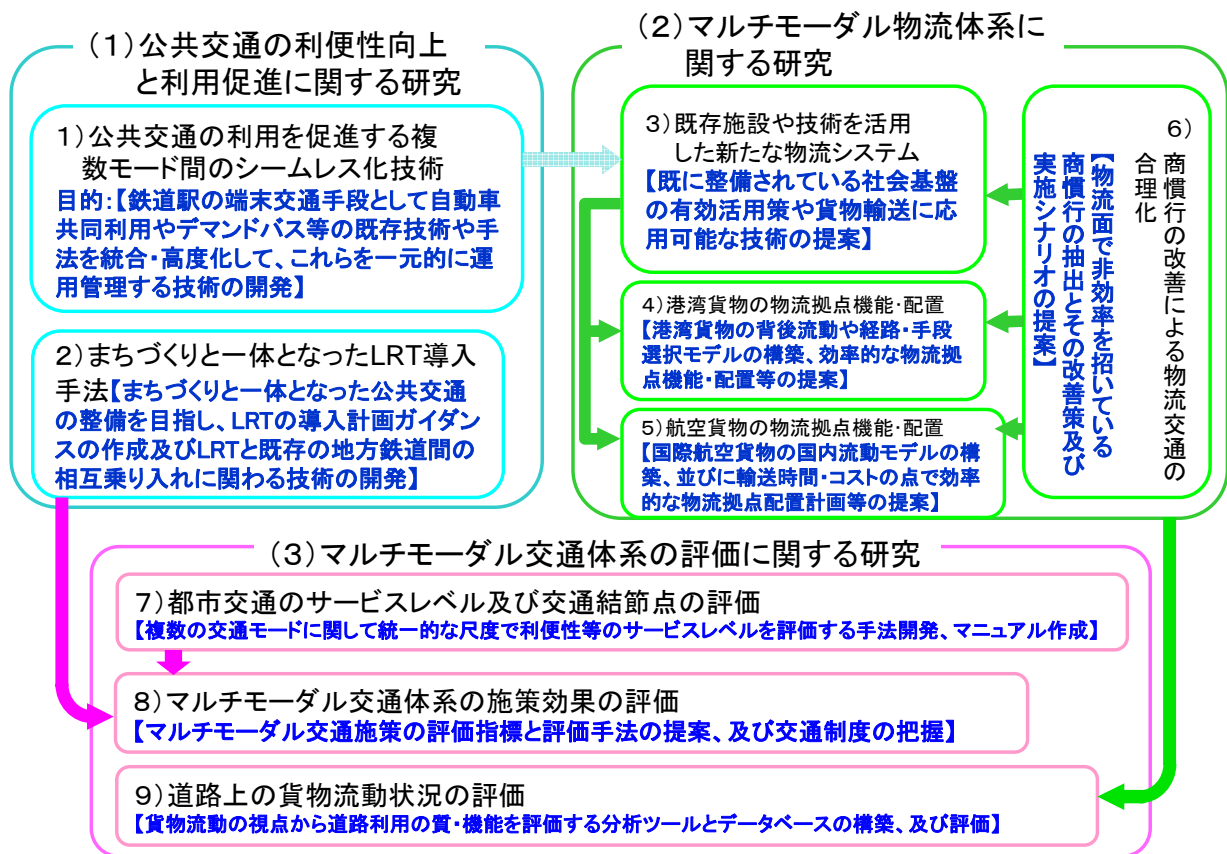 (1)公共交通の利便性向上
と利用促進に関する研究
1)公共交通の利用を促進する複
数モード間のシームレス化技術
目的:【鉄道駅の端末交通手段として自動車
共同利用やデマンドバス等の既存技術や手
法を統合・高度化して、これらを一元的に運
用管理する技術の開発】
2)まちづくりと一体となったLRT導入
手法【まちづくりと一体となった公共交通
の整備を目指し、LRTの導入計画ガイダン
スの作成及びLRTと既存の地方鉄道間の
相互乗り入れに関わる技術の開発】
(2)マルチモーダル物流体系に
関する研究
3)既存施設や技術を活用
した新たな物流システム
【既に整備されている社会基盤
の有効活用策や貨物輸送に応
用可能な技術の提案】
4)港湾貨物の物流拠点機能・配置
【港湾貨物の背後流動や経路・手段
選択モデルの構築、効率的な物流拠
点機能・配置等の提案】
5)航空貨物の物流拠点機能・配置
【国際航空貨物の国内流動モデルの構
築、並びに輸送時間・コストの点で効率
的な物流拠点配置計画等の提案】
6)
商慣行の改善による物流交通の
合理化
【物流面で非効率を招いている
商慣行の抽出とその改善策及び
実施シナリオの提案】
(3)マルチモーダル交通体系の評価に関する研究
7)都市交通のサービスレベル及び交通結節点の評価
【複数の交通モードに関して統一的な尺度で利便性等のサービスレベルを評価する手法開発、マニュアル作成】
8)マルチモーダル交通体系の施策効果の評価
【マルチモーダル交通施策の評価指標と評価手法の提案、及び交通制度の把握】
9)道路上の貨物流動状況の評価
【貨物流動の視点から道路利用の質・機能を評価する分析ツールとデータベースの構築、及び評価】